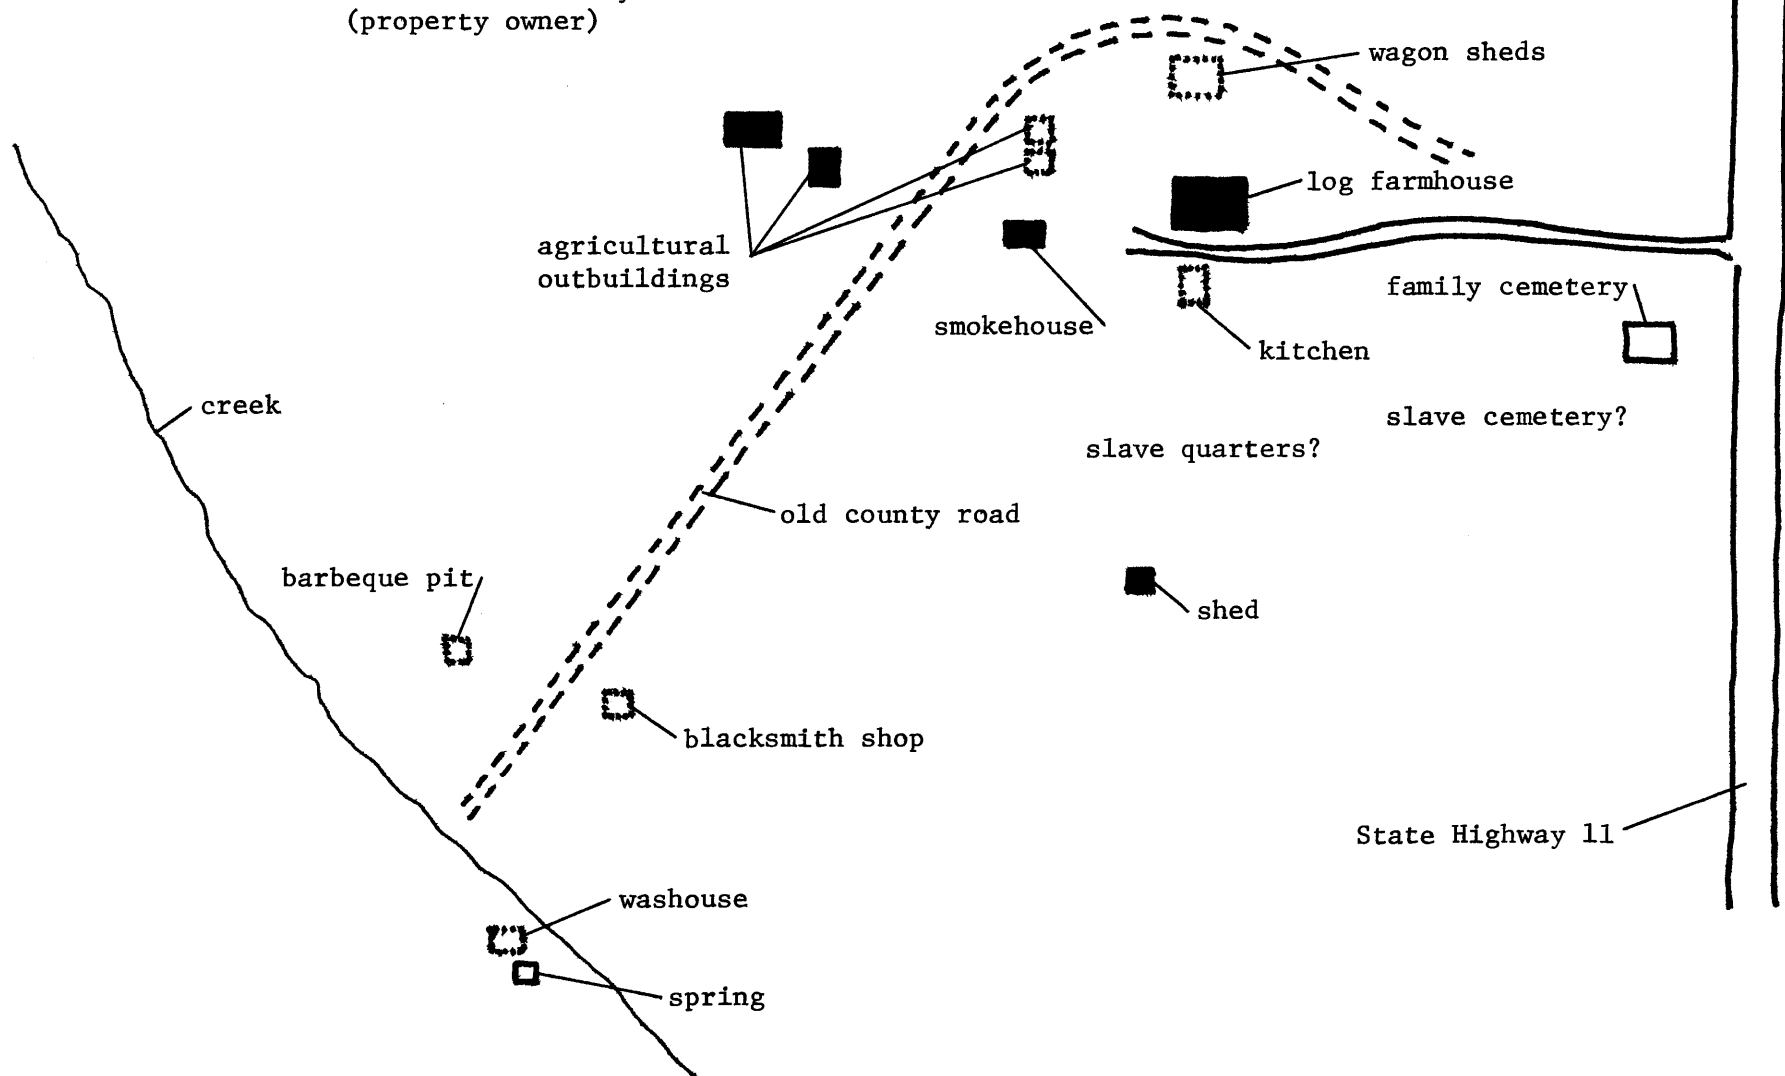 (property owner)
wagon sheds
log farmhouse
agricultural
outbuildings
family cemetery
smokehouse
kitchen
creek
slave cemetery?
slave quarters?
old county road
barbeque pit
shed
blacksmith shop
State Highway 11
washouse
spring